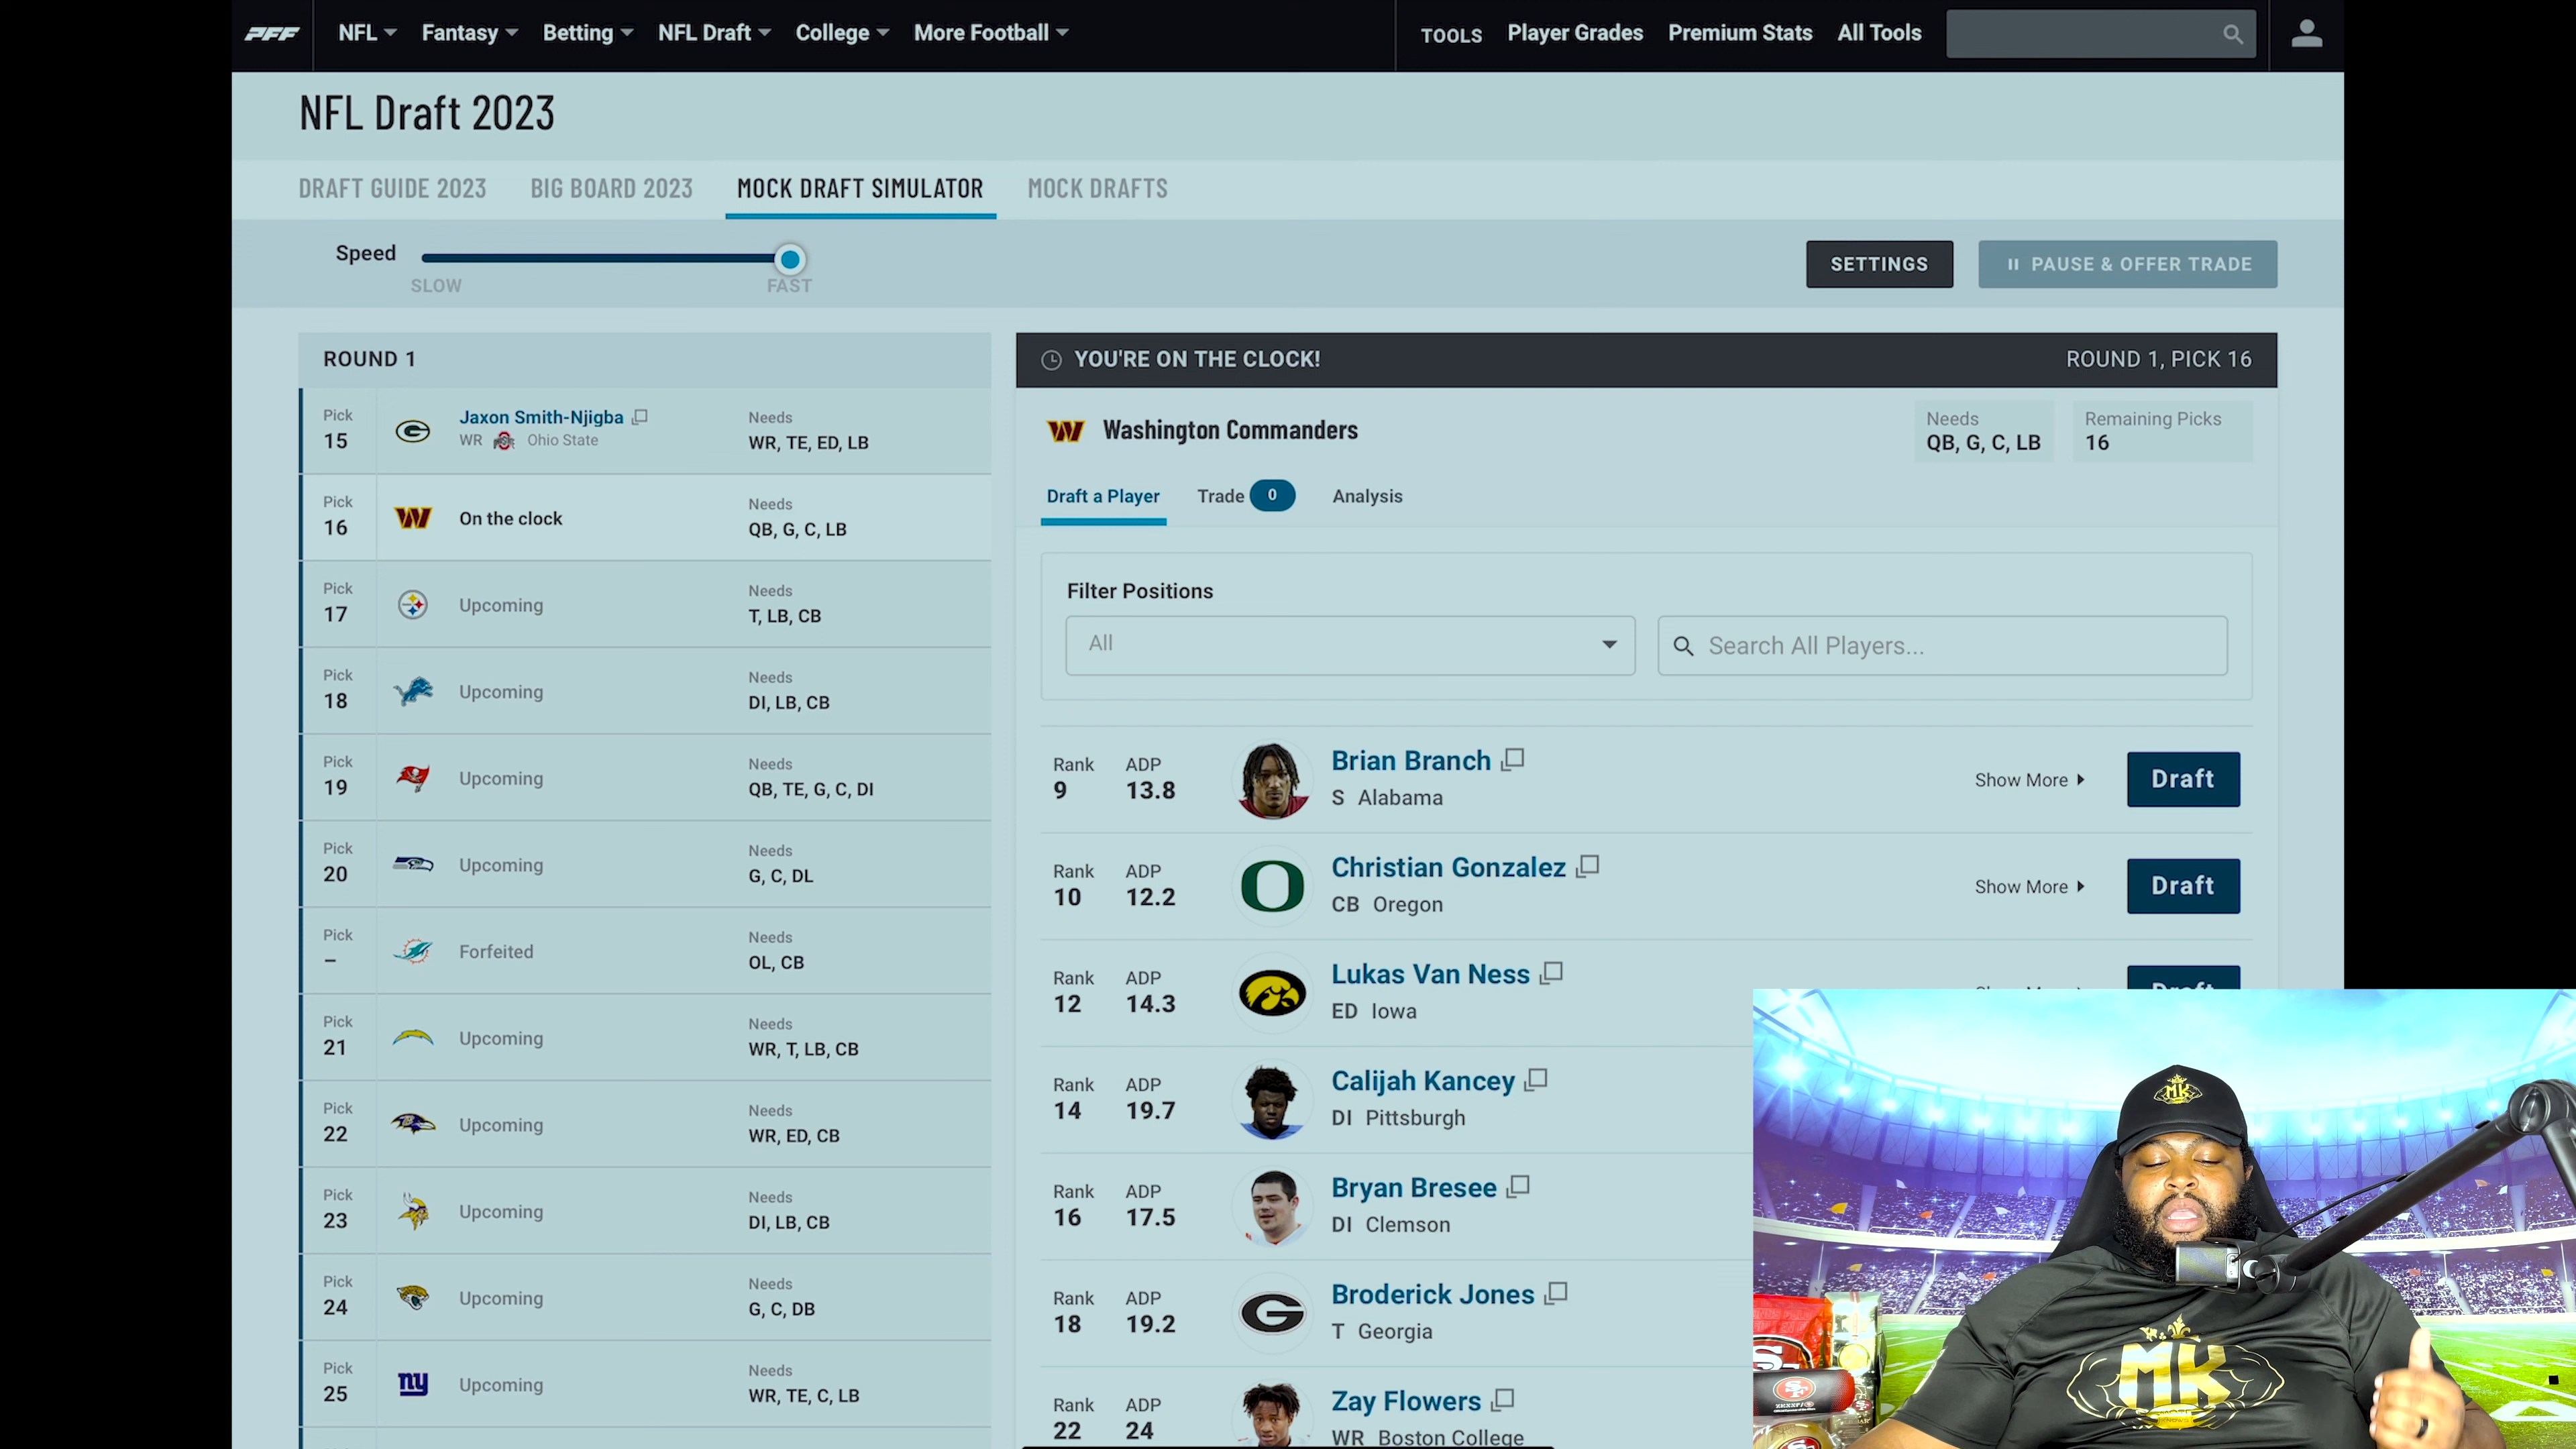 PFF NFL Fantasy Betting NFL Draft College More Football TOOLS Player Grades Premium Stats All Tools
NFL Draft 2023
DRAFT GUIDE 2023 BIG BOARD 2023 MOCK DRAFT SIMULATOR MOCK DRAFTS
Speed
SLOW FAST
SETTINGS PAUSE & OFFER TRADE
ROUND 1
Pick 15
Jaxon Smith-Njigba
WR Ohio State
Needs
WR, TE, ED, LB
Pick 16
On the clock
Needs
QB, G, C, LB
Pick 17
Upcoming
Needs
T, LB, CB
Pick 18
Upcoming
Needs
DI, LB, CB
Pick 19
Upcoming
Needs
QB, TE, G, C, DI
Pick 20
Upcoming
Needs
G, C, DL
Pick –
Forfeited
Needs
OL, CB
Pick 21
Upcoming
Needs
WR, T, LB, CB
Pick 22
Upcoming
Needs
WR, ED, CB
Pick 23
Upcoming
Needs
DI, LB, CB
Pick 24
Upcoming
Needs
G, C, DB
Pick 25
ny
Upcoming
Needs
WR, TE, C, LB
YOU'RE ON THE CLOCK! ROUND 1, PICK 16
W Washington Commanders
Needs
QB, G, C, LB
Remaining Picks
16
Draft a Player Trade 0 Analysis
Filter Positions
All
Search All Players...
Rank 9
ADP 13.8
Brian Branch
S Alabama
Show More
Draft
Rank 10
ADP 12.2
Christian Gonzalez
CB Oregon
Show More
Draft
Rank 12
ADP 14.3
Lukas Van Ness
ED Iowa
Rank 14
ADP 19.7
Calijah Kancey
DI Pittsburgh
Rank 16
ADP 17.5
Bryan Bresee
DI Clemson
Rank 18
ADP 19.2
Broderick Jones
T Georgia
Rank 22
ADP 24
Zay Flowers
WR Boston College
MK
MK